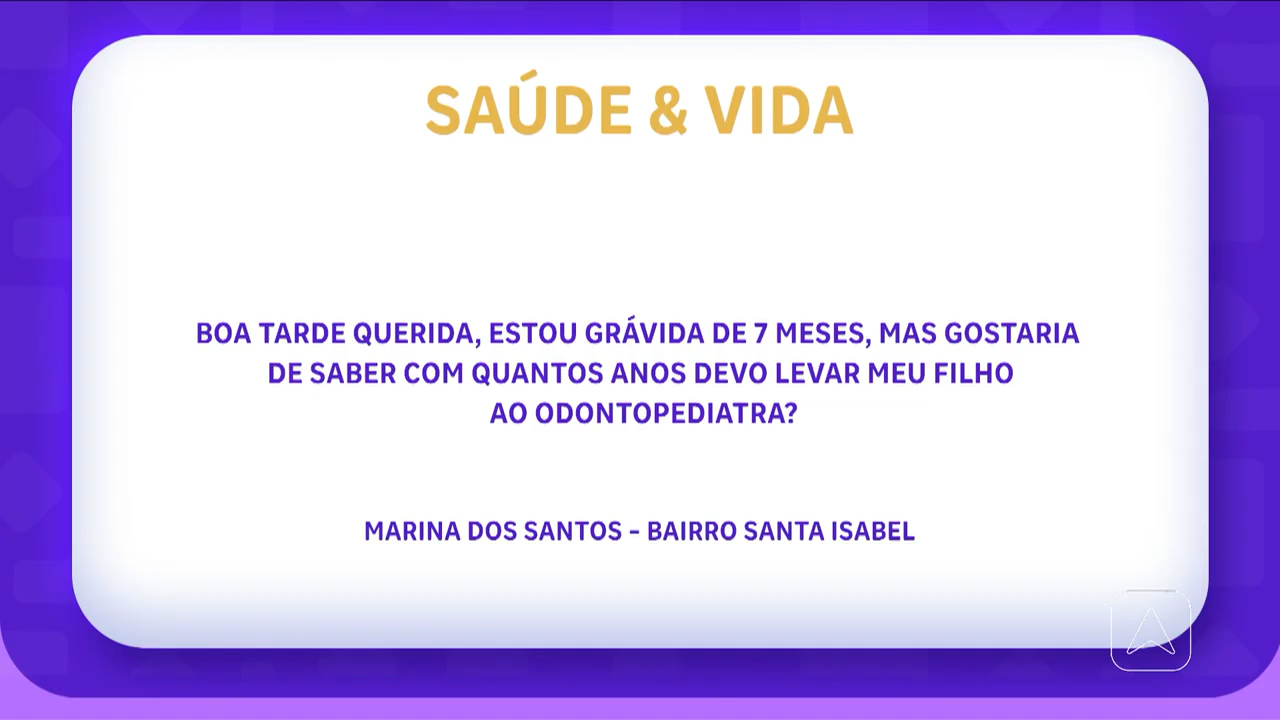 SAÚDE & VIDA
BOA TARDE QUERIDA, ESTOU GRÁVIDA DE 7 MESES, MAS GOSTARIA
DE SABER COM QUANTOS ANOS DEVO LEVAR MEU FILHO
AO ODONTOPEDIATRA?
MARINA DOS SANTOS - BAIRRO SANTA ISABEL